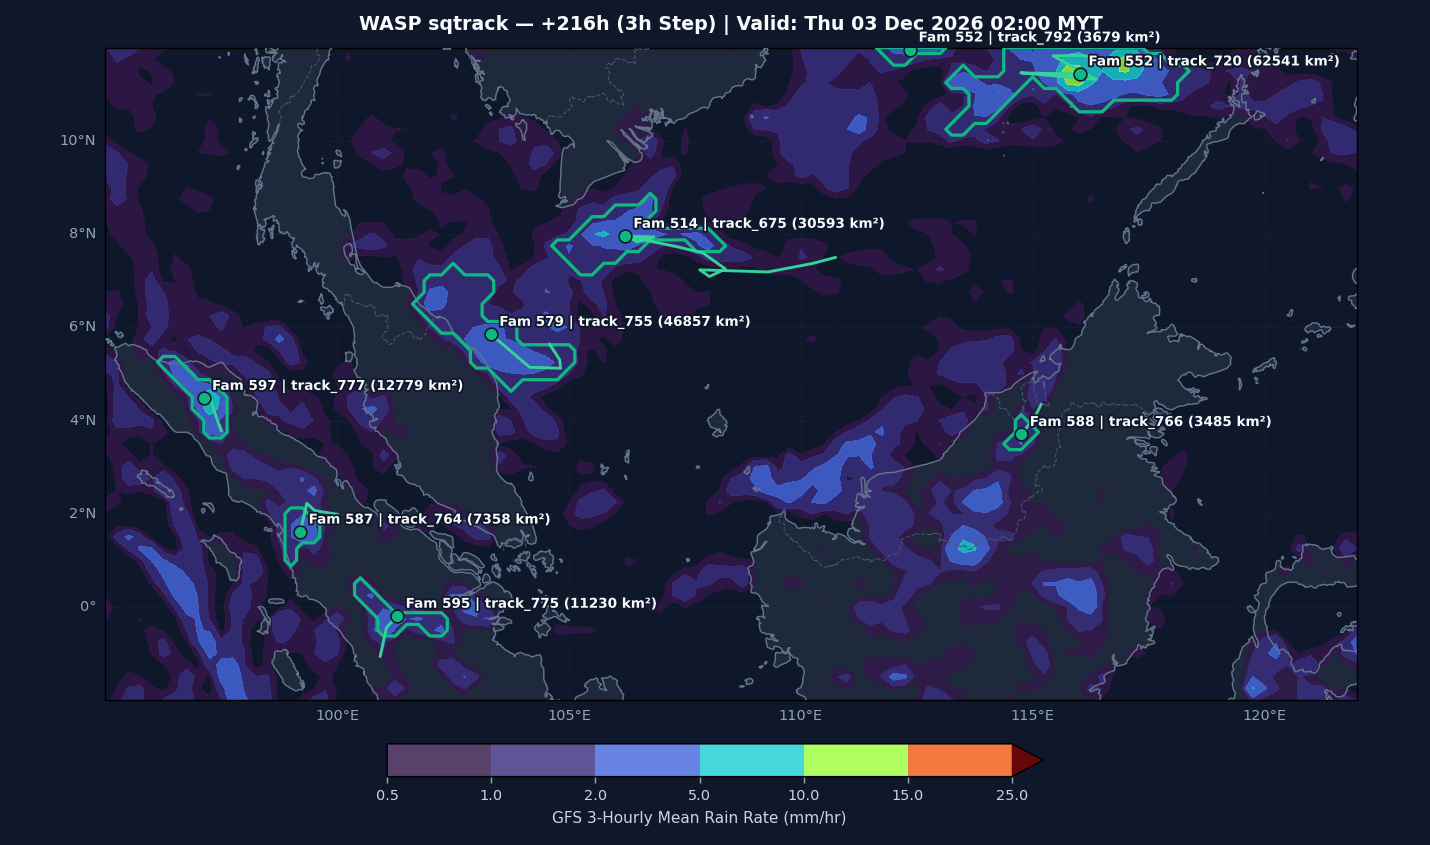 WASP sqtrack — +216h (3h Step) | Valid: Thu 03 Dec 2026 02:00 MYT
Fam 552 | track_792 (3679 km²)
Fam 552 | track_720 (62541 km²)
10°N
8°N
Fam 514 | track_675 (30593 km²)
6°N
Fam 579 | track_755 (46857 km²)
Fam 597 | track_777 (12779 km²)
4°N
Fam 588 | track_766 (3485 km²)
2°N
Fam 587 | track_764 (7358 km²)
0°
Fam 595 | track_775 (11230 km²)
100°E 105°E 110°E 115°E 120°E
0.5 1.0 2.0 5.0 10.0 15.0 25.0
GFS 3-Hourly Mean Rain Rate (mm/hr)